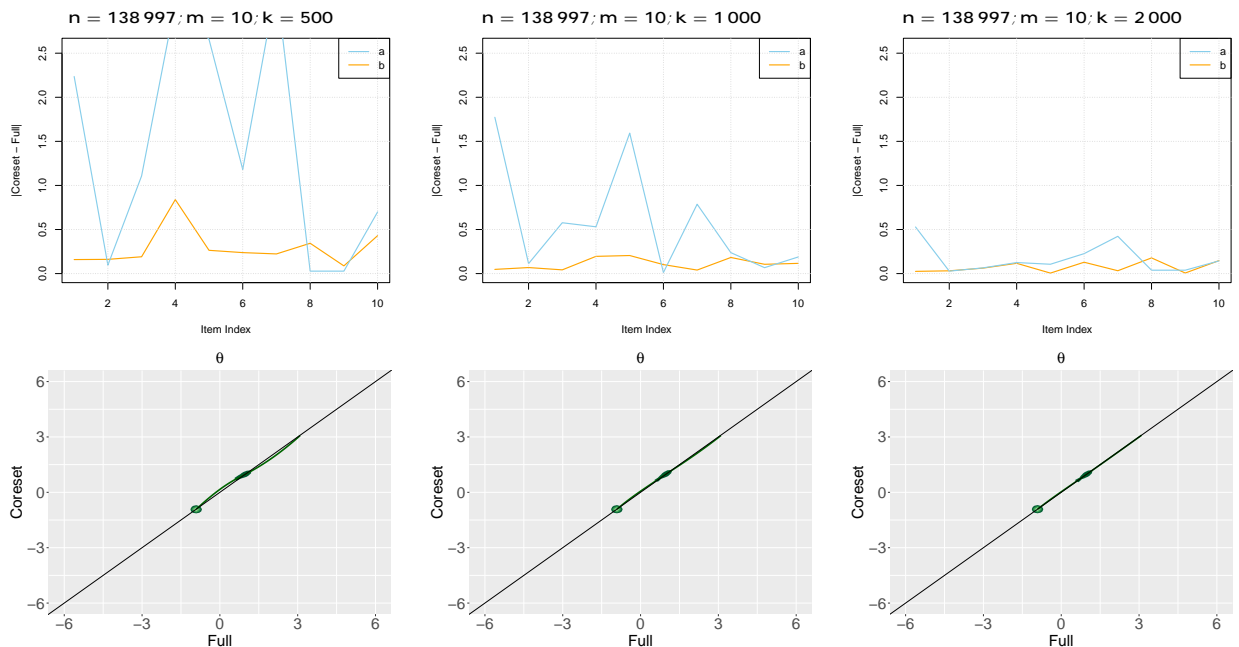 n = 138 997; m = 10; k = 500
a
b
|Coreset − Full|
0.0
0.5
1.0
1.5
2.0
2.5
2
4
6
8
10
Item Index
n = 138 997; m = 10; k = 1 000
a
b
|Coreset − Full|
0.0
0.5
1.0
1.5
2.0
2.5
2
4
6
8
10
Item Index
n = 138 997; m = 10; k = 2 000
a
b
|Coreset − Full|
0.0
0.5
1.0
1.5
2.0
2.5
2
4
6
8
10
Item Index
θ
Coreset
6
3
0
−3
−6
−6
−3
0
3
6
Full
θ
Coreset
6
3
0
−3
−6
−6
−3
0
3
6
Full
θ
Coreset
6
3
0
−3
−6
−6
−3
0
3
6
Full